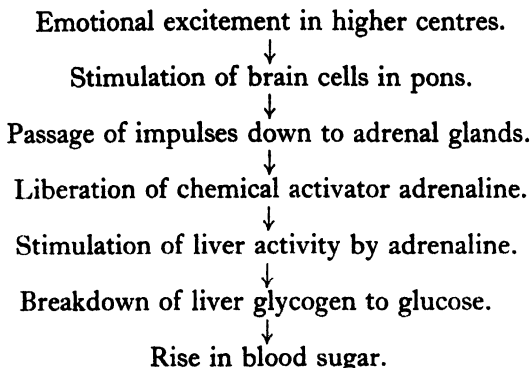 Emotional excitement in higher centres.
↓
Stimulation of brain cells in pons.
↓
Passage of impulses down to adrenal glands.
↓
Liberation of chemical activator adrenaline.
↓
Stimulation of liver activity by adrenaline.
↓
Breakdown of liver glycogen to glucose.
↓
Rise in blood sugar.